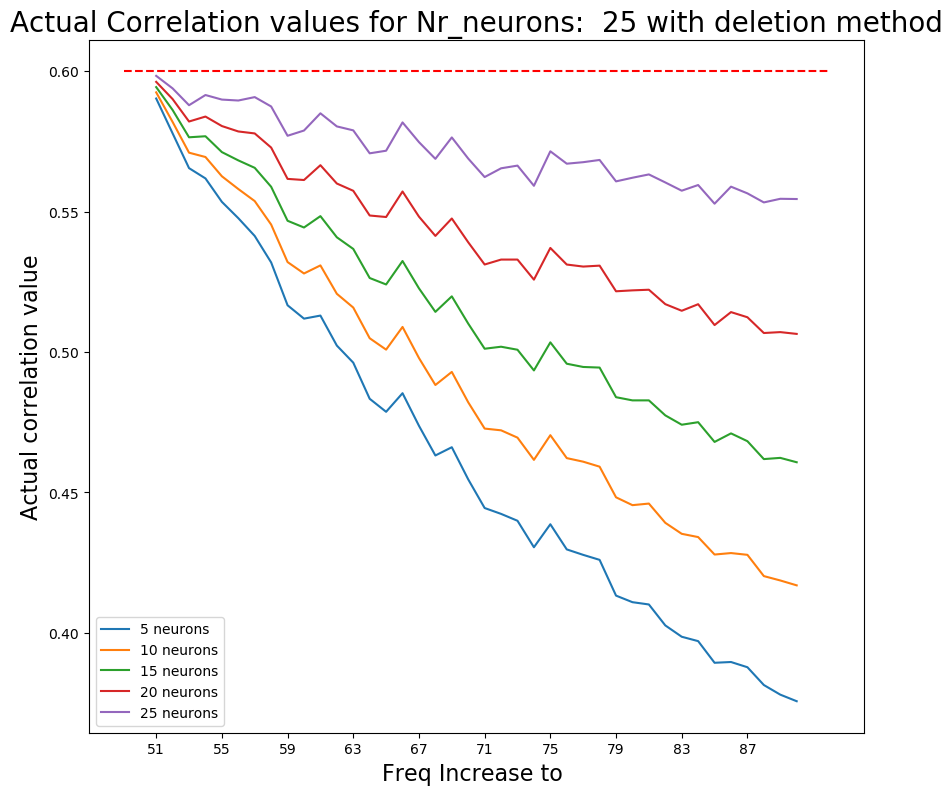 Actual Correlation values for Nr_neurons:  25 with deletion method
Actual correlation value
0.60
0.55
0.50
0.45
0.40
5 neurons
10 neurons
15 neurons
20 neurons
25 neurons
51 55 59 63 67 71 75 79 83 87
Freq Increase to